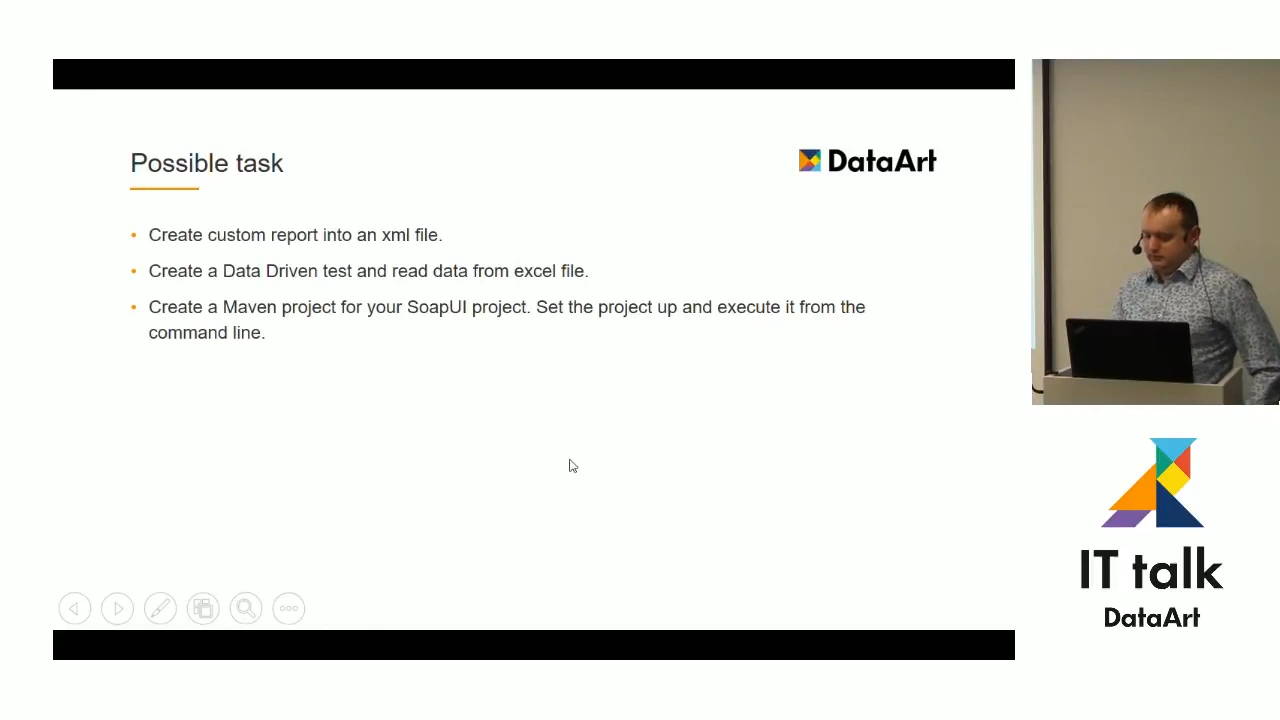 Possible task
DataArt
• Create custom report into an xml file.
• Create a Data Driven test and read data from excel file.
• Create a Maven project for your SoapUI project. Set the project up and execute it from the
command line.
IT talk
DataArt